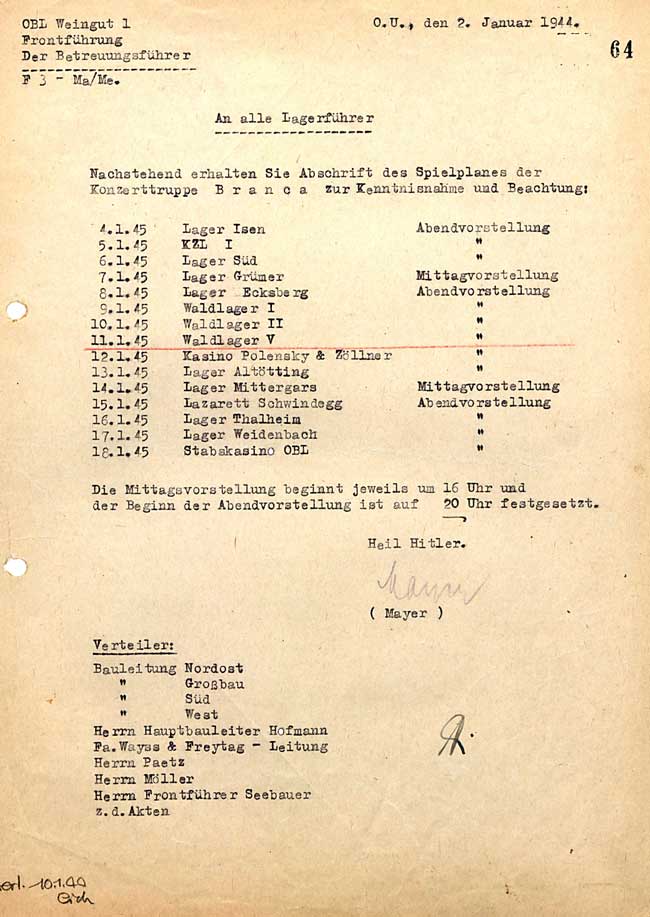 OBL Weingut 1 O.U., den 2. Januar 1944.
Frontführung
64
Der Betreuungsführer
F 3 - Ma/Me.
An alle Lagerführer
Nachstehend erhalten Sie Abschrift des Spielplanes der
Konzerttruppe B r a n c a zur Kenntnisnahme und Beachtung:
4.1.45 Lager Isen Abendvorstellung
5.1.45 KZL I "
6.1.45 Lager Süd "
7.1.45 Lager Grümer Mittagvorstellung
8.1.45 Lager Ecksberg Abendvorstellung
9.1.45 Waldlager I "
10.1.45 Waldlager II "
11.1.45 Waldlager V "
12.1.45 Kasino Polensky & Zöllner "
13.1.45 Lager Altötting "
14.1.45 Lager Mittergars Mittagvorstellung
15.1.45 Lazarett Schwindegg Abendvorstellung
16.1.45 Lager Thalheim "
17.1.45 Lager Weidenbach "
18.1.45 Stabskasino OBL "
Die Mittagsvorstellung beginnt jeweils um 16 Uhr und
der Beginn der Abendvorstellung ist auf 20 Uhr festgesetzt.
Heil Hitler.
Mayer
( Mayer )
Verteiler:
Bauleitung Nordost
" Großbau
" Süd
" West
Herrn Hauptbauleiter Hofmann
Fa. Wayss & Freytag - Leitung
Herrn Paetz
Herrn Möller
Herrn Frontführer Seebauer
z.d. Akten
erl. 10.1.44